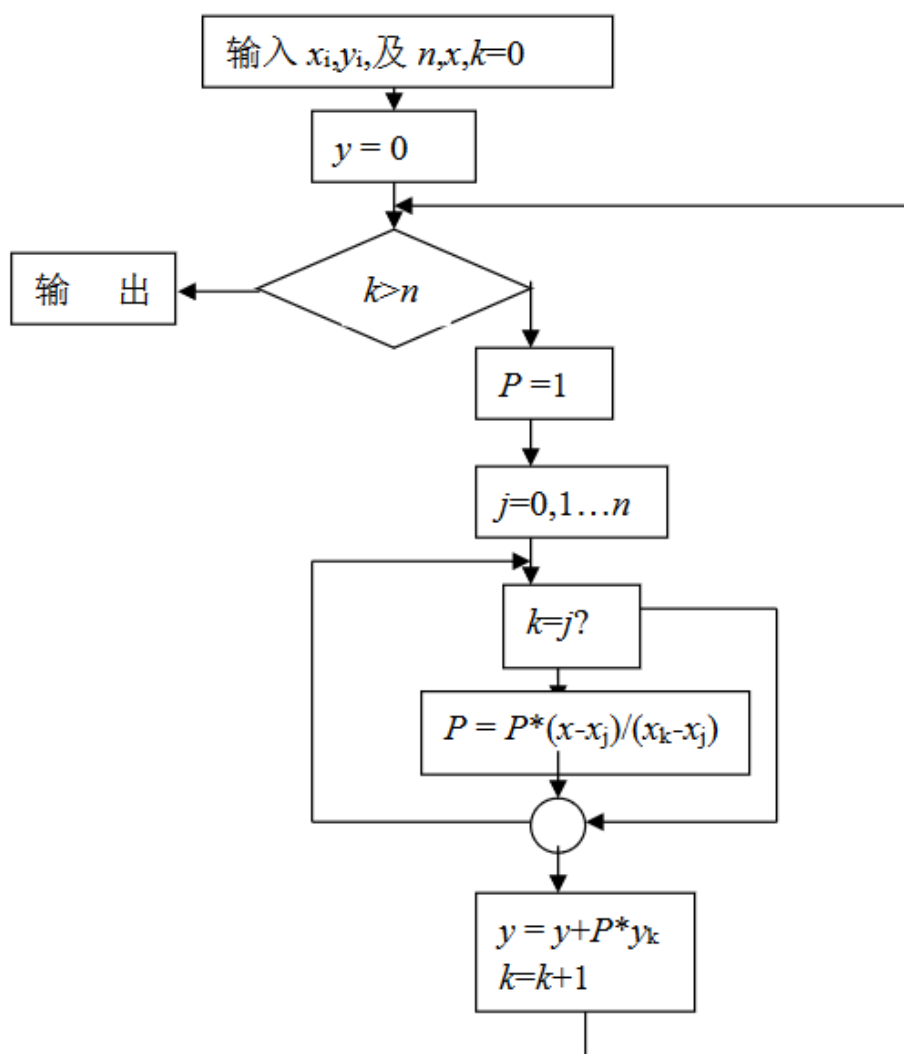 输入 xi,yi,及 n,x,k=0
y = 0
k>n
输 出
P =1
j=0,1…n
k=j?
P = P*(x-xj)/(xk-xj)
y = y+P*yk
k=k+1